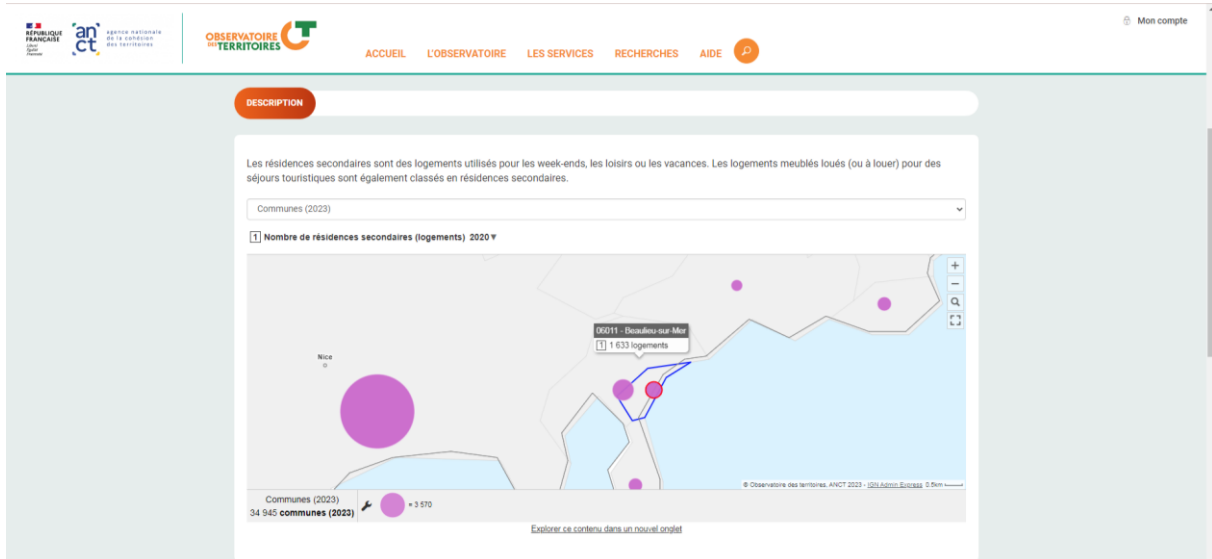 RÉPUBLIQUE
FRANÇAISE
Liberté
Égalité
Fraternité
anct
agence nationale
de la cohésion
des territoires
OBSERVATOIRE
DES TERRITOIRES
ACCUEIL L'OBSERVATOIRE LES SERVICES RECHERCHES AIDE
Mon compte
DESCRIPTION
Les résidences secondaires sont des logements utilisés pour les week-ends, les loisirs ou les vacances. Les logements meublés loués (ou à louer) pour des
séjours touristiques sont également classés en résidences secondaires.
Communes (2023)
1 Nombre de résidences secondaires (logements) 2020
06011 - Beaulieu-sur-Mer
1 1 633 logements
Nice
© Observatoire des territoires, ANCT 2023 - IGN Admin Express 0.5km
Communes (2023)
34 945 communes (2023)
= 3 570
Explorer ce contenu dans un nouvel onglet